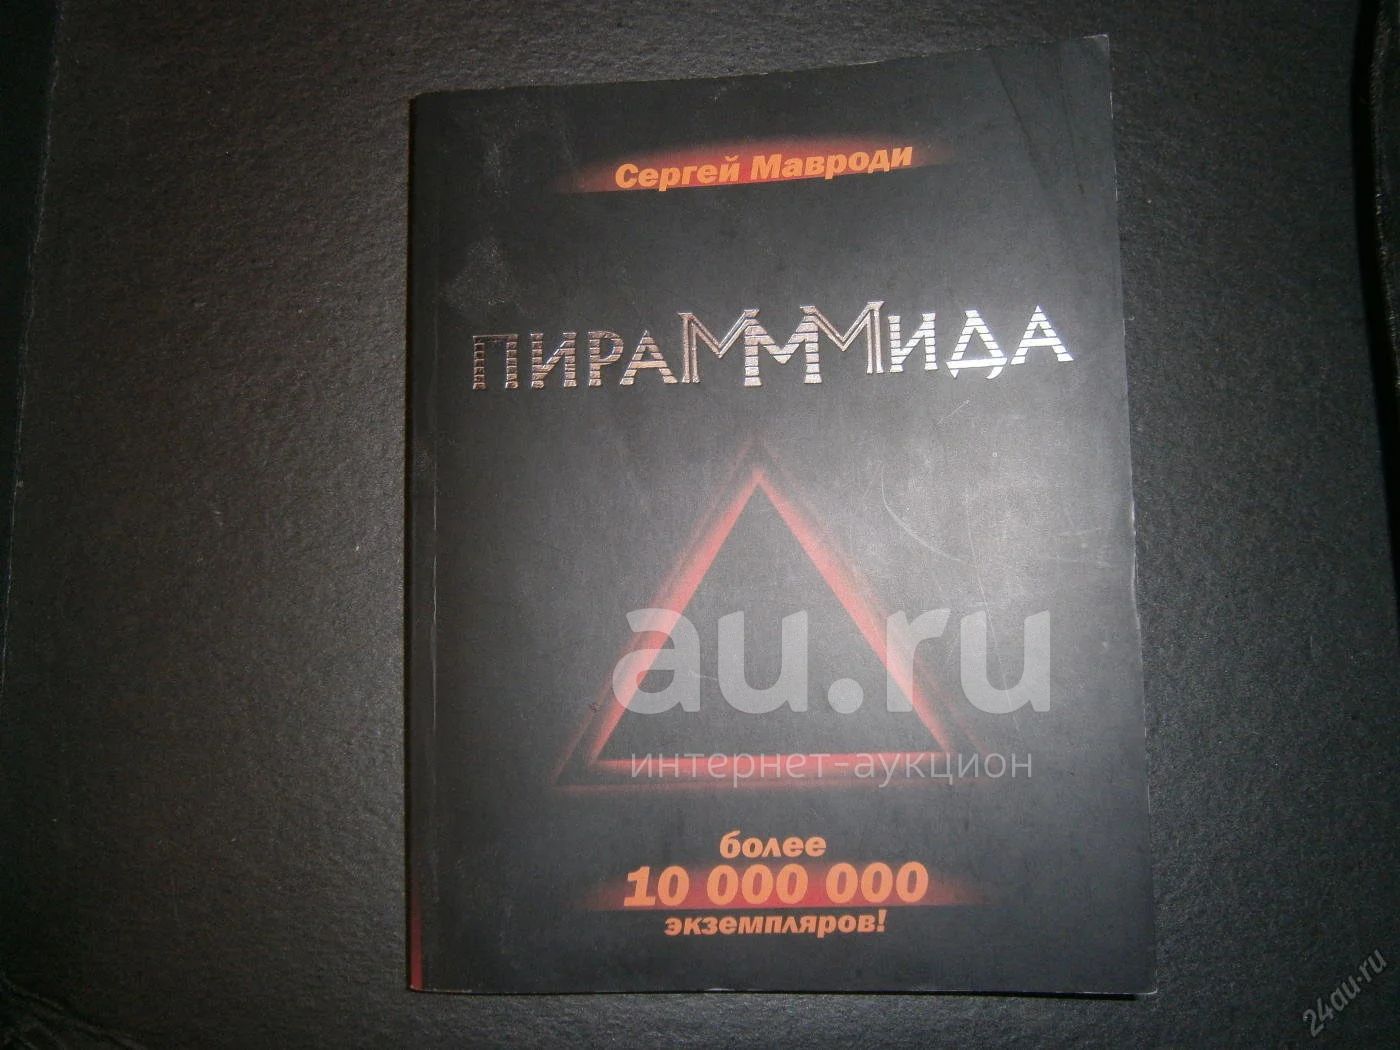 Сергей Мавроди
ПИРАМММИДА
au.ru
интернет-аукцион
более
10 000 000
экземпляров!
24au.ru